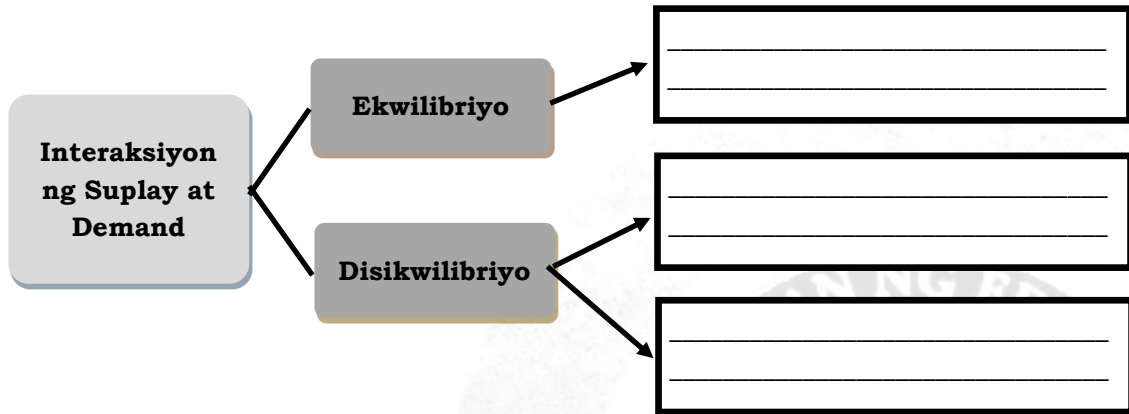 Interaksiyon
ng Suplay at
Demand
Ekwilibriyo
Disikwilibriyo